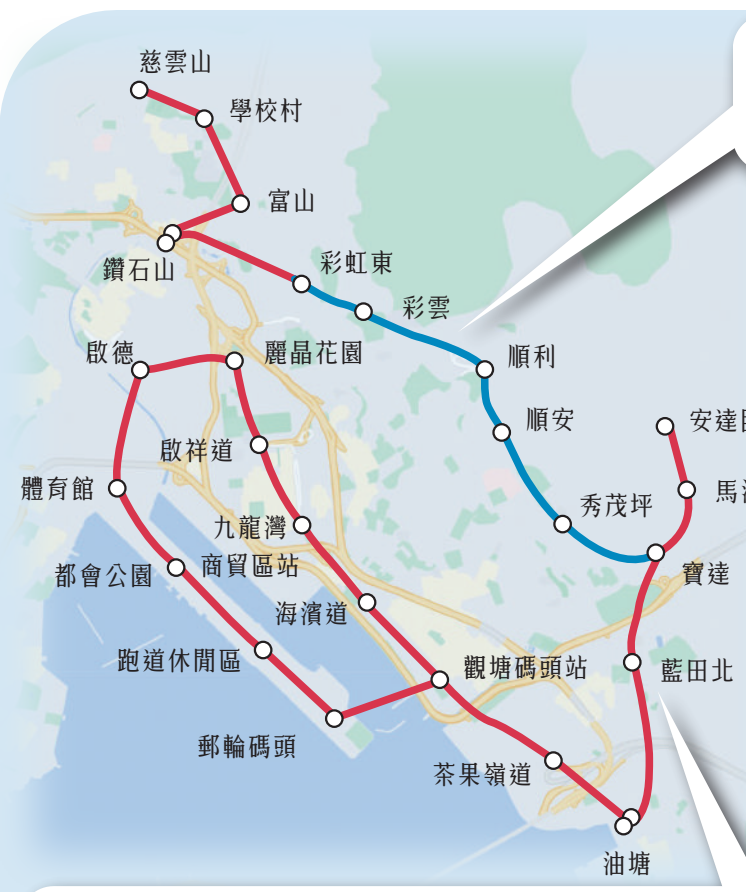 慈雲山
學校村
富山
鑽石山
彩虹東
彩雲
啟德
麗晶花園
順利
順安
安達
啟祥道
體育館
馬
九龍灣
秀茂坪
都會公園
商貿區站
寶達
海濱道
跑道休閒區
觀塘碼頭站
藍田北
郵輪碼頭
茶果嶺道
油塘